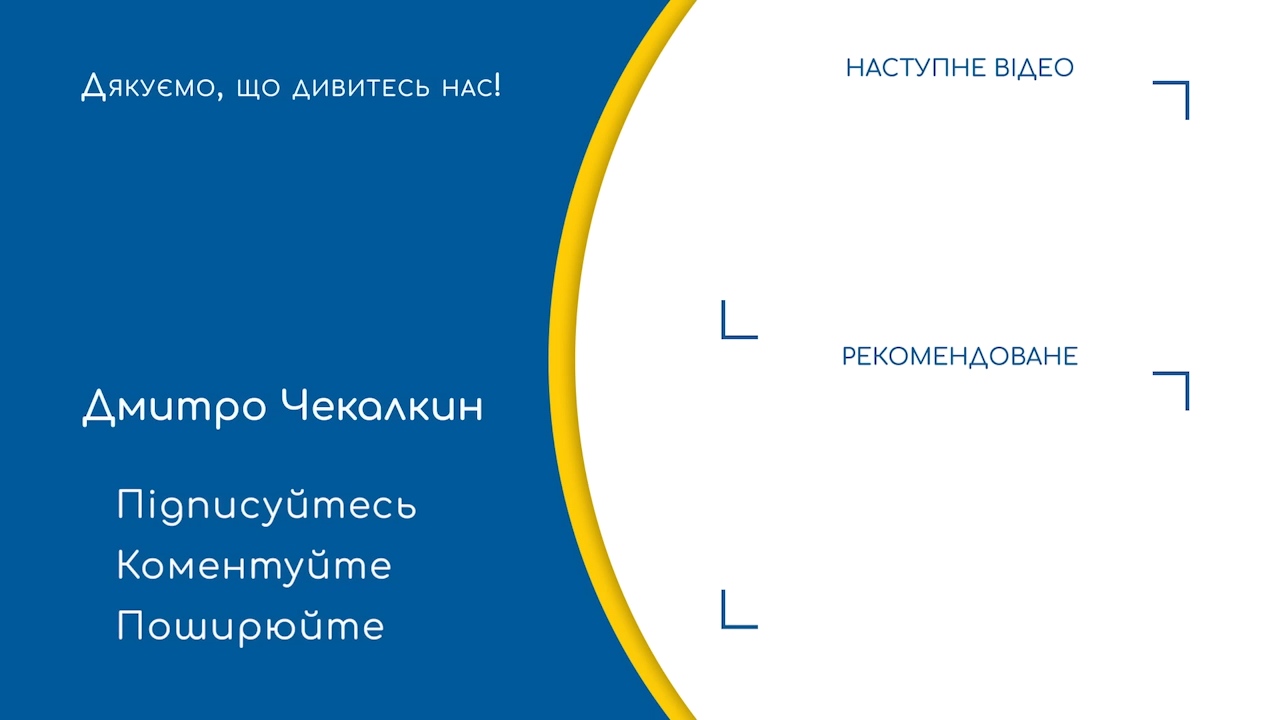 Дякуємо, що дивитесь нас!
Дмитро Чекалкин
Підписуйтесь
Коментуйте
Поширюйте
НАСТУПНЕ ВІДЕО
РЕКОМЕНДОВАНЕ